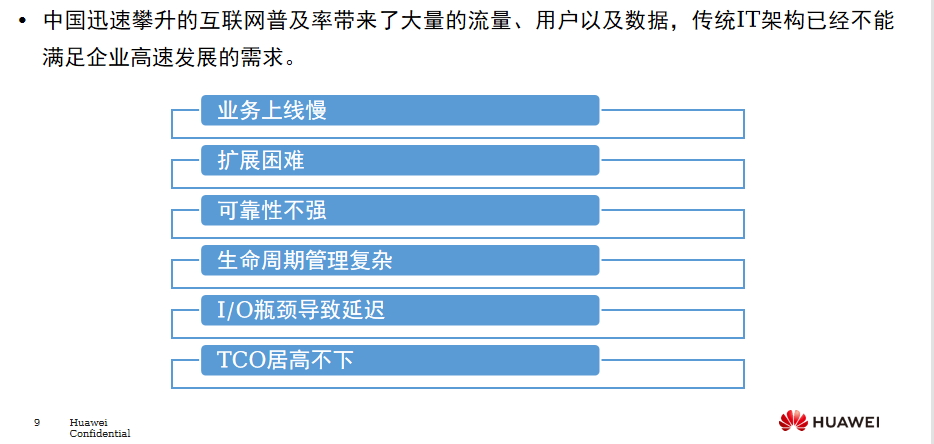 • 中国迅速攀升的互联网普及率带来了大量的流量、用户以及数据，传统IT架构已经不能
满足企业高速发展的需求。
业务上线慢
扩展困难
可靠性不强
生命周期管理复杂
I/O瓶颈导致延迟
TCO居高不下
9 Huawei
Confidential
HUAWEI